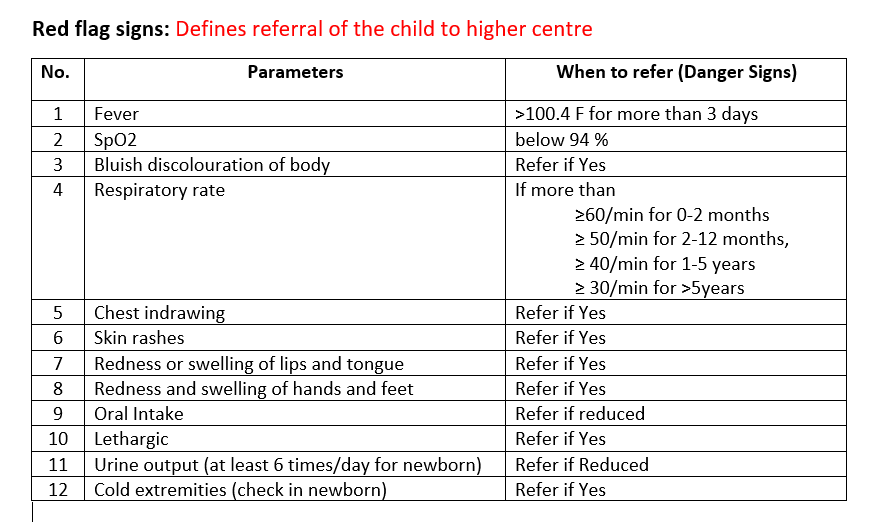 Red flag signs: Defines referral of the child to higher centre
No. Parameters When to refer (Danger Signs)
1 Fever >100.4 F for more than 3 days
2 SpO2 below 94 %
3 Bluish discolouration of body Refer if Yes
4 Respiratory rate If more than
≥60/min for 0-2 months
≥ 50/min for 2-12 months,
≥ 40/min for 1-5 years
≥ 30/min for >5years
5 Chest indrawing Refer if Yes
6 Skin rashes Refer if Yes
7 Redness or swelling of lips and tongue Refer if Yes
8 Redness and swelling of hands and feet Refer if Yes
9 Oral Intake Refer if reduced
10 Lethargic Refer if Yes
11 Urine output (at least 6 times/day for newborn) Refer if Reduced
12 Cold extremities (check in newborn) Refer if Yes